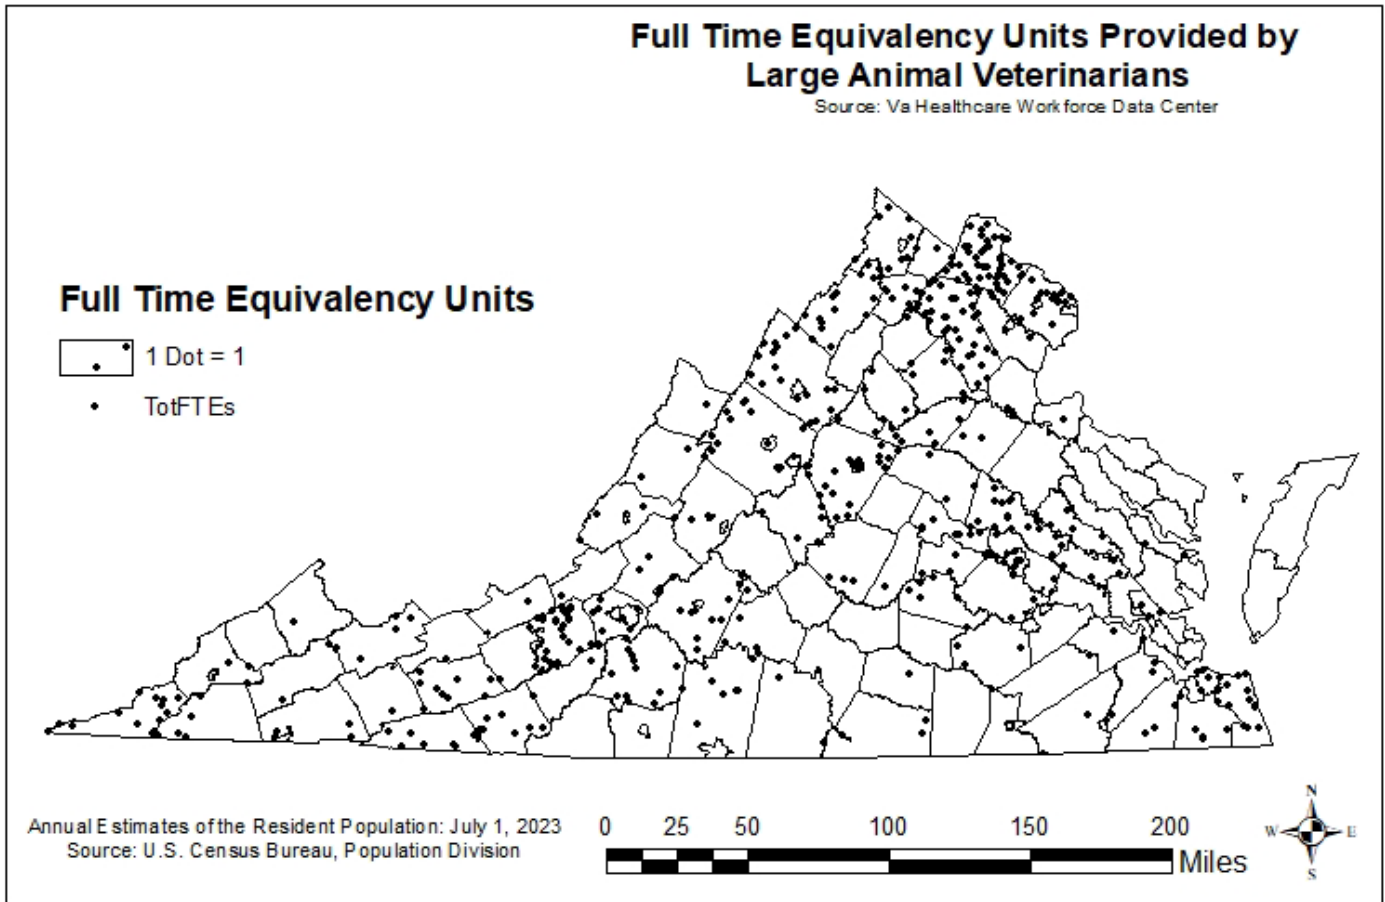 Full Time Equivalency Units Provided by
Large Animal Veterinarians
Source: Va Healthcare Workforce Data Center
Full Time Equivalency Units
1 Dot = 1
TotFTEs
Annual Estimates of the Resident Population: July 1, 2023
Source: U.S. Census Bureau, Population Division
0 25 50 100 150 200
Miles
N
W E
S